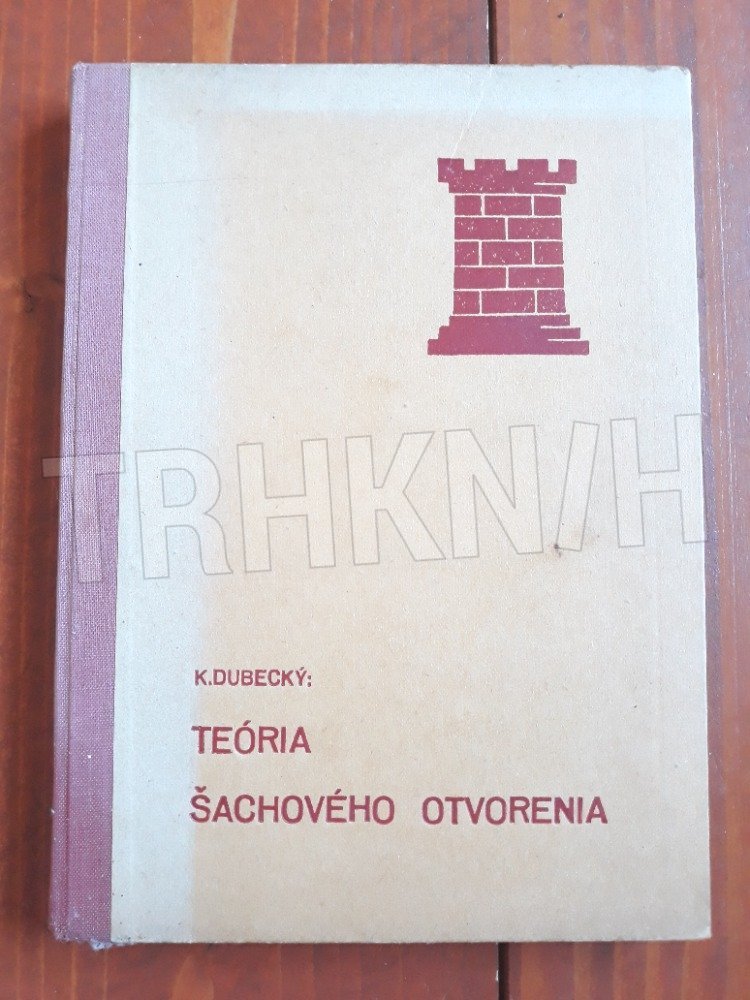 TRHKNIH
K.DUBECKÝ:
TEÓRIA
ŠACHOVÉHO OTVORENIA